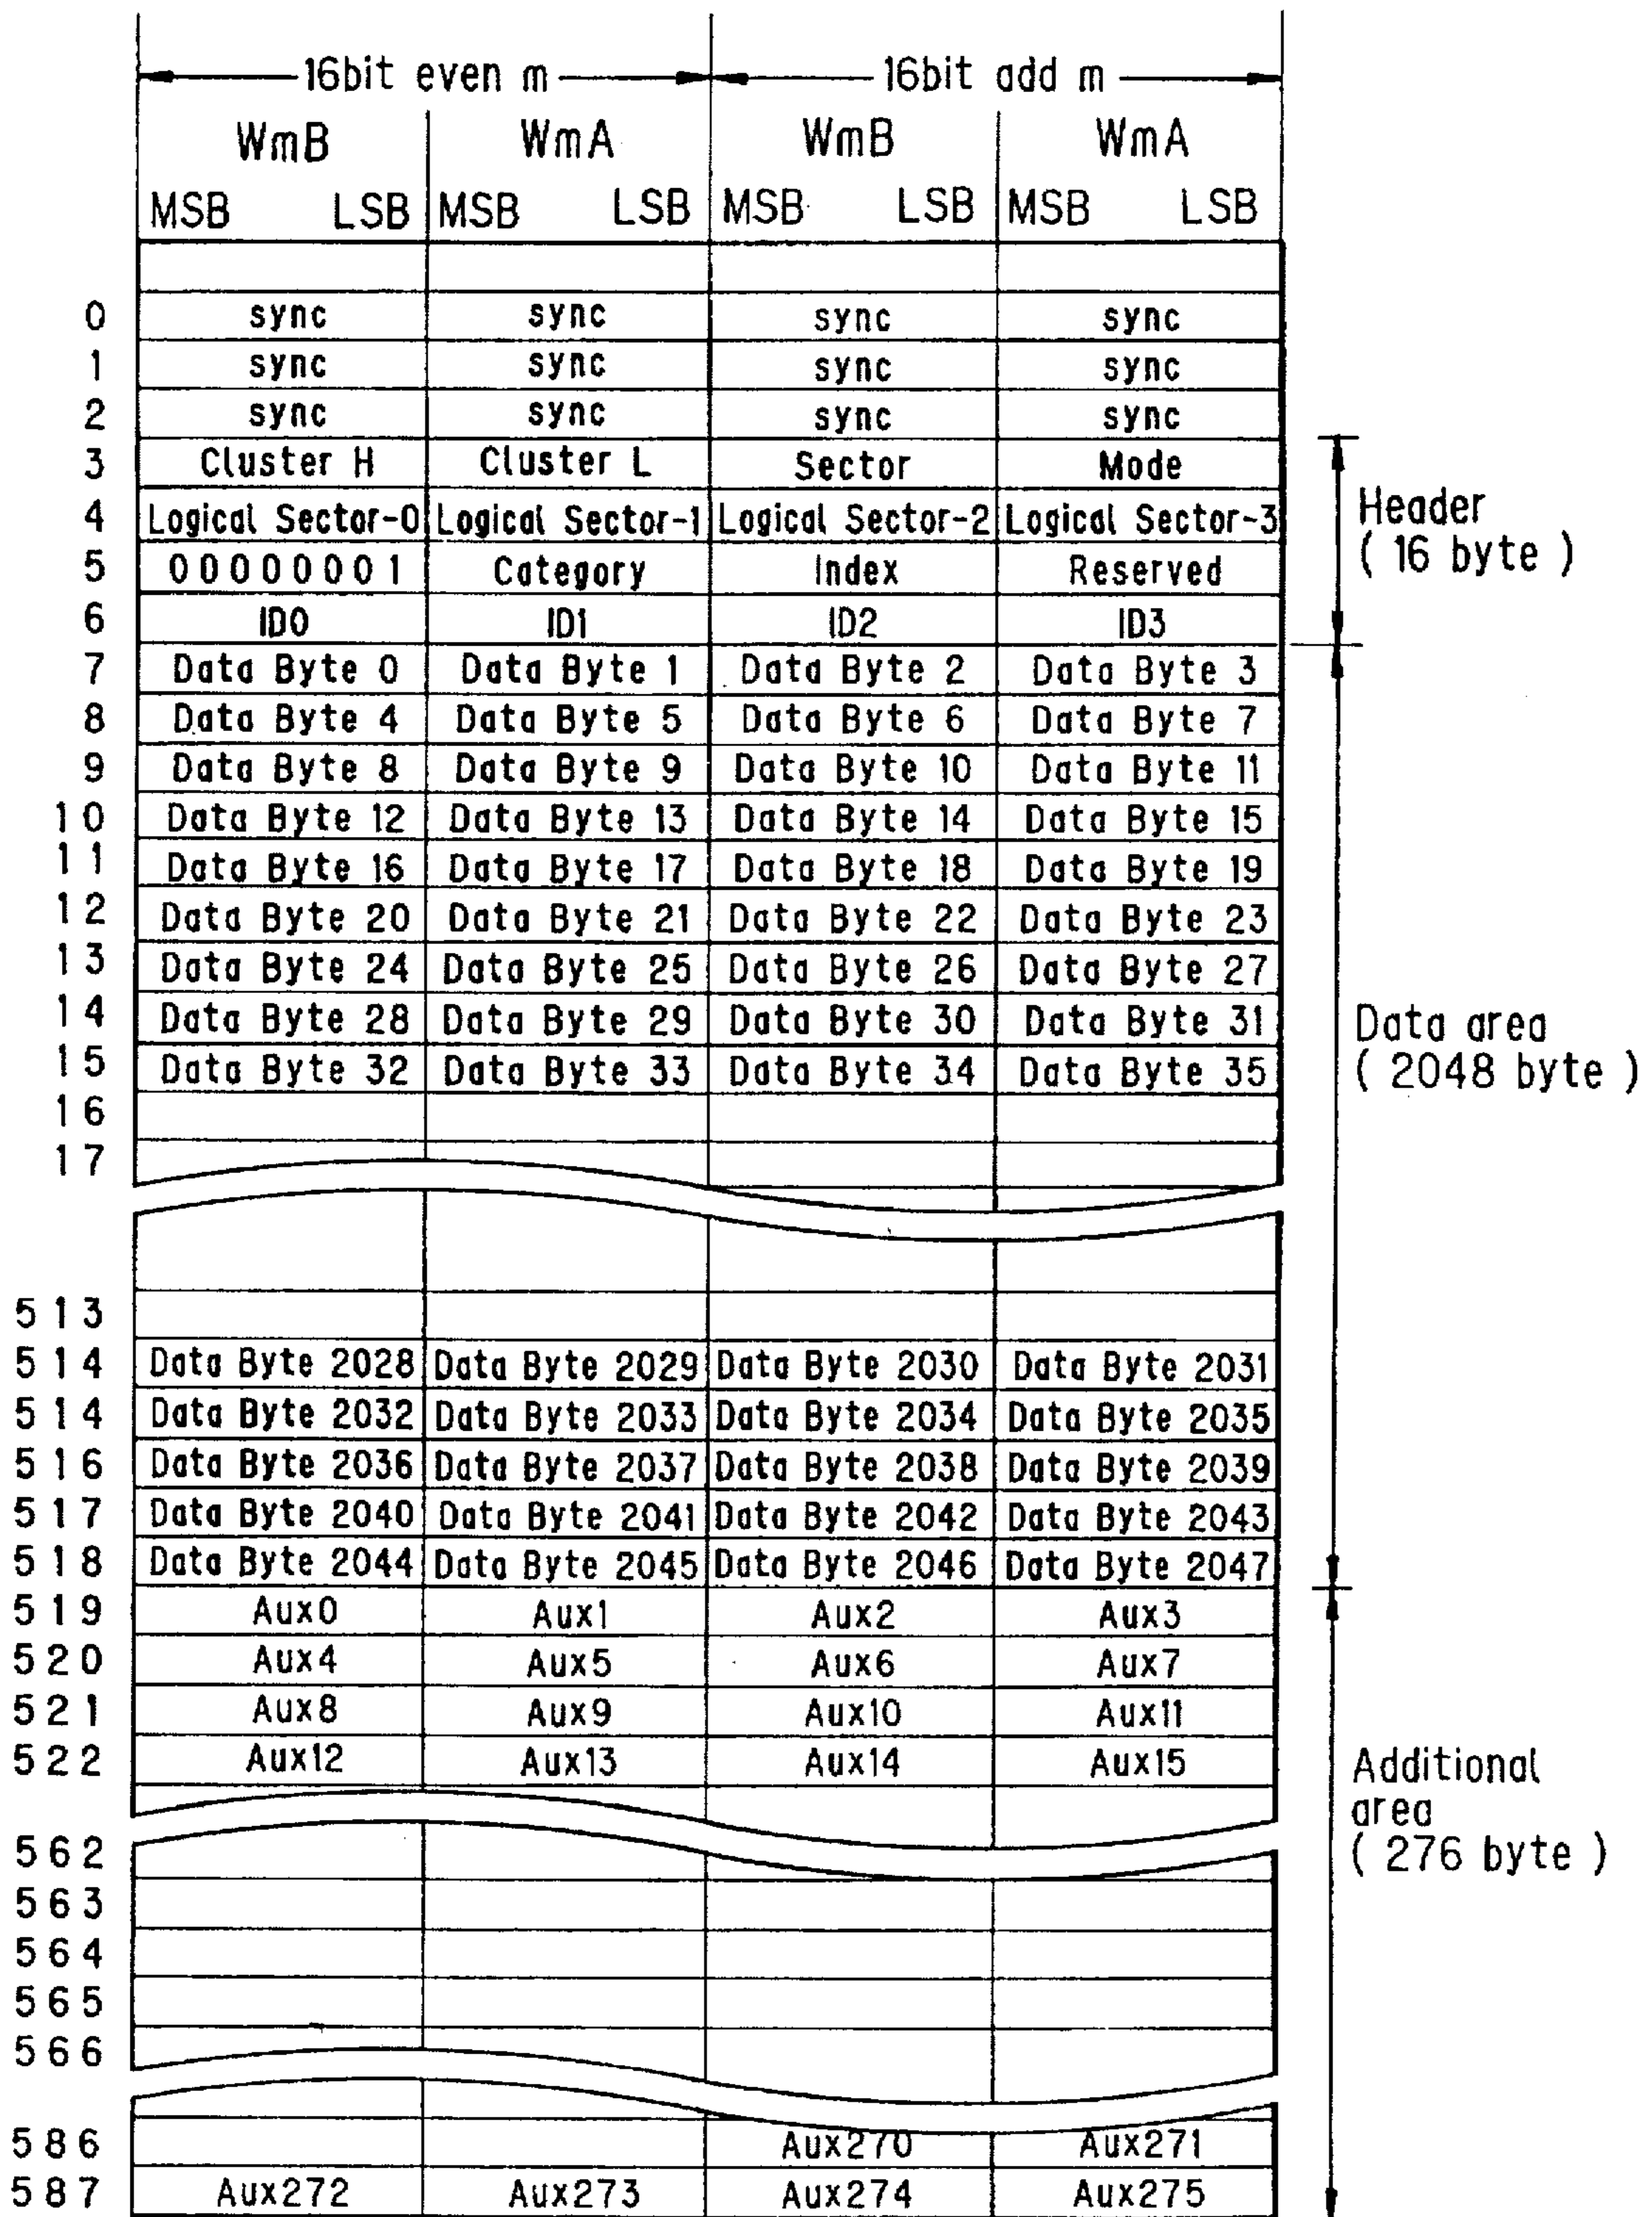 16bit even m 16bit add m
WmB WmA WmB WmA
MSB LSB MSB LSB MSB LSB MSB LSB
0 sync sync sync sync
1 sync sync sync sync
2 sync sync sync sync
3 Cluster H Cluster L Sector Mode
4 Logical Sector-0 Logical Sector-1 Logical Sector-2 Logical Sector-3
Header
( 16 byte )
5 00000001 Category Index Reserved
6 ID0 ID1 ID2 ID3
7 Data Byte 0 Data Byte 1 Data Byte 2 Data Byte 3
8 Data Byte 4 Data Byte 5 Data Byte 6 Data Byte 7
9 Data Byte 8 Data Byte 9 Data Byte 10 Data Byte 11
10 Data Byte 12 Data Byte 13 Data Byte 14 Data Byte 15
11 Data Byte 16 Data Byte 17 Data Byte 18 Data Byte 19
12 Data Byte 20 Data Byte 21 Data Byte 22 Data Byte 23
13 Data Byte 24 Data Byte 25 Data Byte 26 Data Byte 27
14 Data Byte 28 Data Byte 29 Data Byte 30 Data Byte 31
15 Data Byte 32 Data Byte 33 Data Byte 34 Data Byte 35
Data area
( 2048 byte )
16
17
513
514 Data Byte 2028 Data Byte 2029 Data Byte 2030 Data Byte 2031
514 Data Byte 2032 Data Byte 2033 Data Byte 2034 Data Byte 2035
516 Data Byte 2036 Data Byte 2037 Data Byte 2038 Data Byte 2039
517 Data Byte 2040 Data Byte 2041 Data Byte 2042 Data Byte 2043
518 Data Byte 2044 Data Byte 2045 Data Byte 2046 Data Byte 2047
519 Aux0 Aux1 Aux2 Aux3
520 Aux4 Aux5 Aux6 Aux7
521 Aux8 Aux9 Aux10 Aux11
522 Aux12 Aux13 Aux14 Aux15
Additional
area
( 276 byte )
562
563
564
565
566
586 Aux270 Aux271
587 Aux272 Aux273 Aux274 Aux275